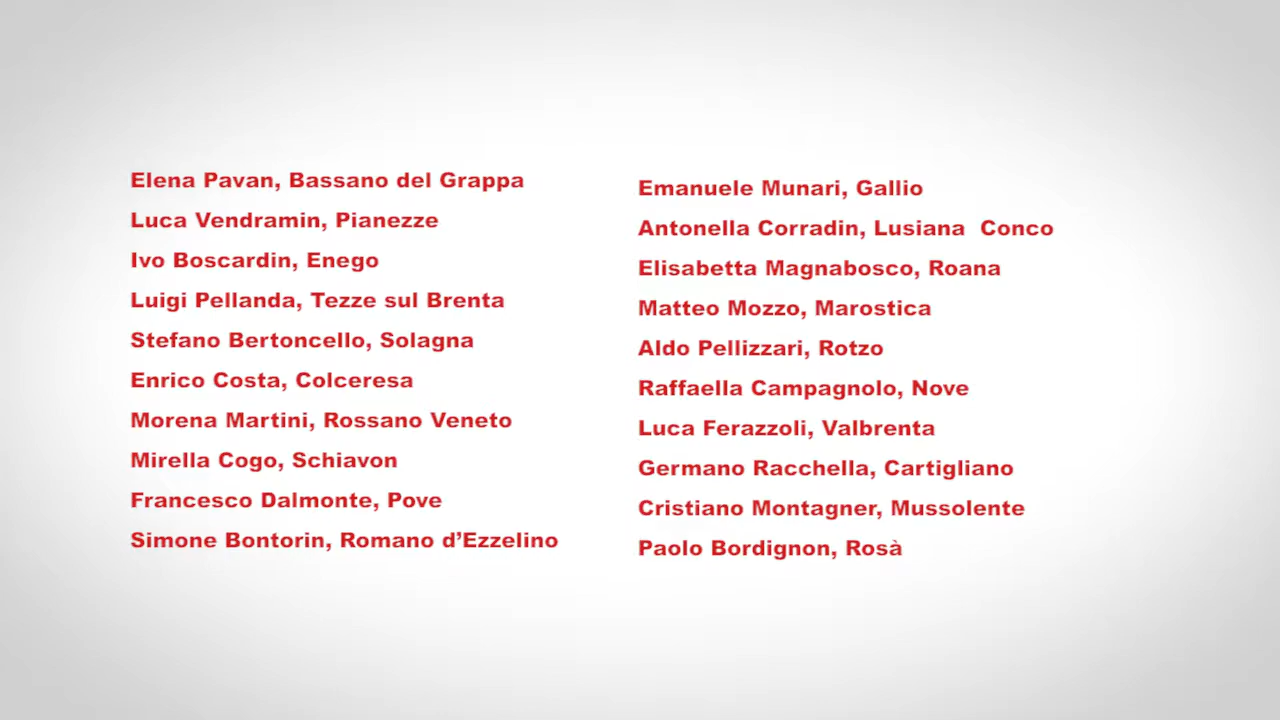 Elena Pavan, Bassano del Grappa
Luca Vendramin, Pianezze
Ivo Boscardin, Enego
Luigi Pellanda, Tezze sul Brenta
Stefano Bertoncello, Solagna
Enrico Costa, Colceresa
Morena Martini, Rossano Veneto
Mirella Cogo, Schiavon
Francesco Dalmonte, Pove
Simone Bontorin, Romano d’Ezzelino
Emanuele Munari, Gallio
Antonella Corradin, Lusiana  Conco
Elisabetta Magnabosco, Roana
Matteo Mozzo, Marostica
Aldo Pellizzari, Rotzo
Raffaella Campagnolo, Nove
Luca Ferazzoli, Valbrenta
Germano Racchella, Cartigliano
Cristiano Montagner, Mussolente
Paolo Bordignon, Rosà